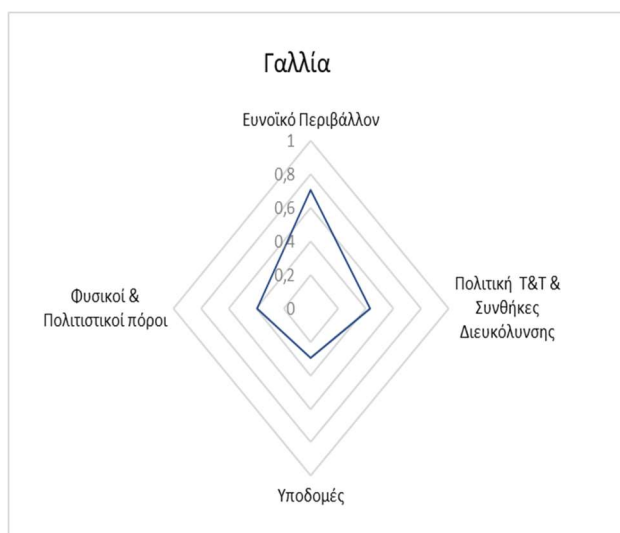 Γαλλία
Ευνοϊκό Περιβάλλον
1
0,8
0,6
0,4
0,2
0
Πολιτική Τ&Τ &
Συνθήκες
Διευκόλυνσης
Υποδομές
Φυσικοί &
Πολιτιστικοί πόροι